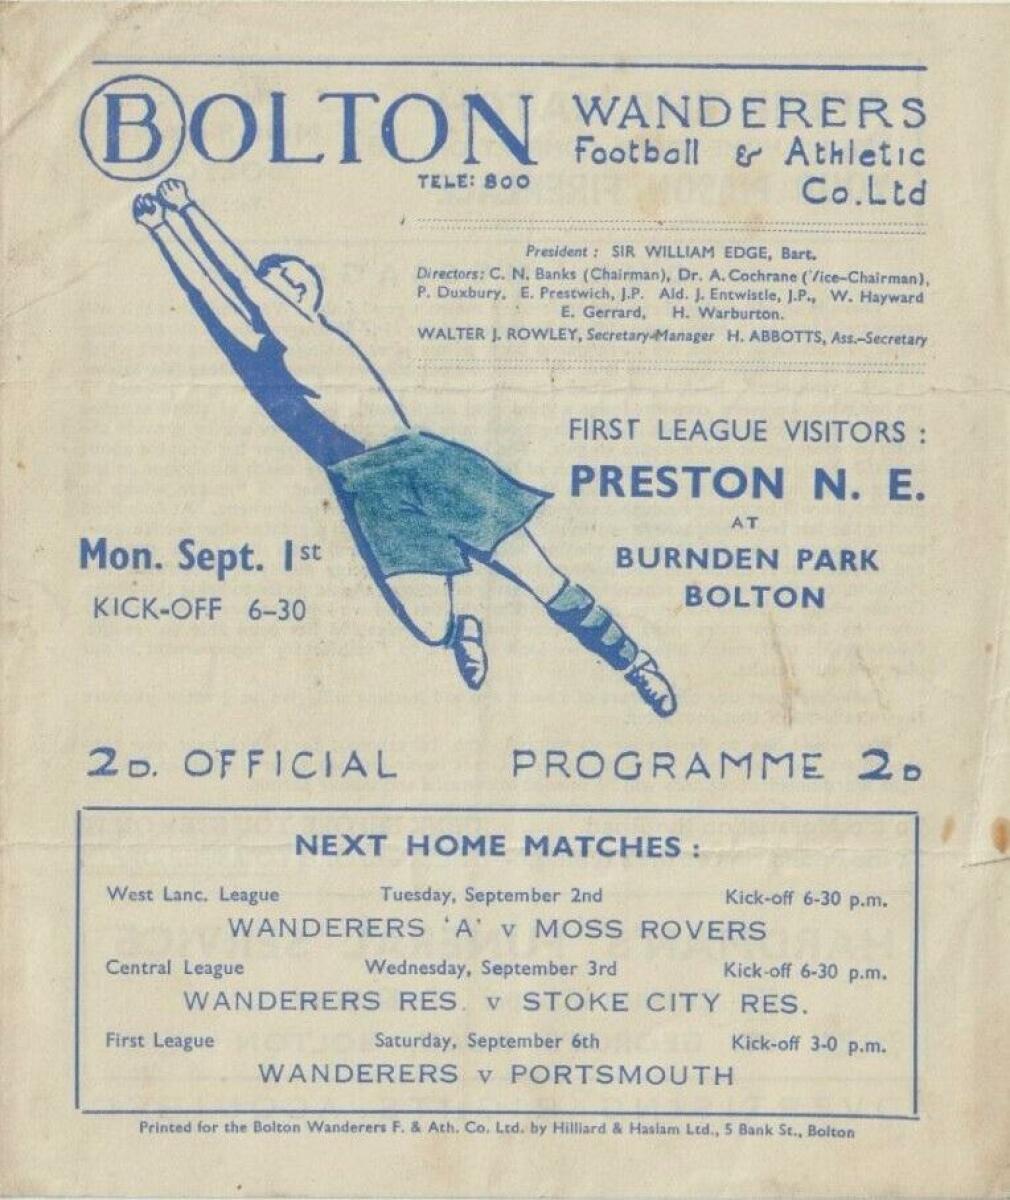 BOLTON WANDERERS
Football & Athletic
TELE: 800
Co.Ltd
President : SIR WILLIAM EDGE, Bart.
Directors: C. N. Banks (Chairman), Dr. A. Cochrane (Vice-Chairman),
P. Duxbury, E. Prestwich, J.P. Ald. J. Entwistle, J.P., W. Hayward
E. Gerrard, H. Warburton.
WALTER J. ROWLEY, Secretary-Manager H. ABBOTTS, Ass.-Secretary
FIRST LEAGUE VISITORS :
PRESTON N. E.
AT
BURNDEN PARK
BOLTON
Mon. Sept. 1st
KICK-OFF 6-30
2D. OFFICIAL PROGRAMME 2D
NEXT HOME MATCHES :
West Lanc. League Tuesday, September 2nd Kick-off 6-30 p.m.
WANDERERS 'A' v MOSS ROVERS
Central League Wednesday, September 3rd Kick-off 6-30 p.m.
WANDERERS RES. v STOKE CITY RES.
First League Saturday, September 6th Kick-off 3-0 p.m.
WANDERERS v PORTSMOUTH
Printed for the Bolton Wanderers F. & Ath. Co. Ltd. by Hilliard & Haslam Ltd., 5 Bank St., Bolton